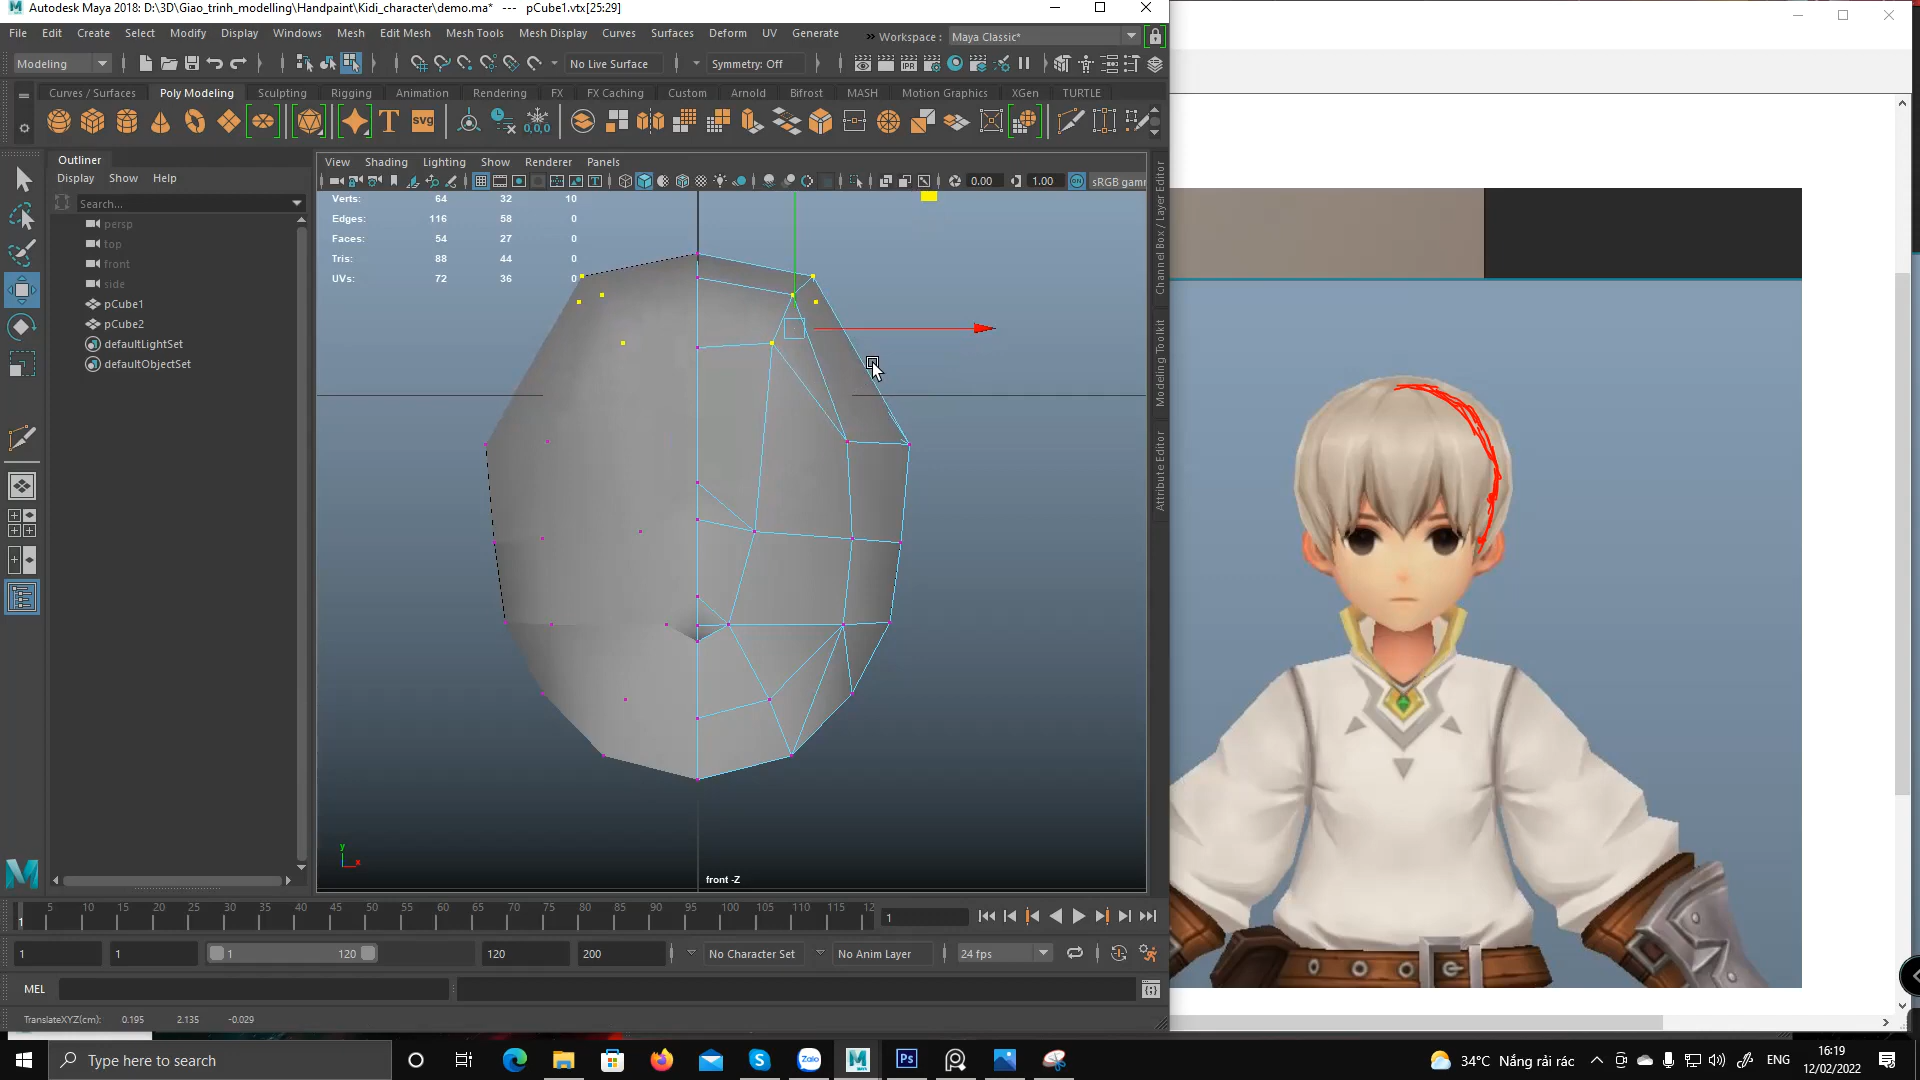 Autodesk Maya 2018: D:\3D\Giao_trinh_modelling\Handpaint\Kidi_character\demo.ma* --- pCube1.vtx[25:29]
File Edit Create Select Modify Display Windows Mesh Edit Mesh Mesh Tools Mesh Display Curves Surfaces Deform UV Generate » Workspace : Maya Classic*
Modeling No Live Surface Symmetry: Off
Curves / Surfaces Poly Modeling Sculpting Rigging Animation Rendering FX FX Caching Custom Arnold Bifrost MASH Motion Graphics XGen TURTLE
T svg 0,0,0
Outliner
Display Show Help
Search...
persp
top
front
side
pCube1
pCube2
defaultLightSet
defaultObjectSet
View Shading Lighting Show Renderer Panels
0.00 1.00 sRGB gamm
Verts: 64 32 10
Edges: 116 58 0
Faces: 54 27 0
Tris: 88 44 0
UVs: 72 36 0
y
x
front -Z
Channel Box / Layer Editor
Modeling Toolkit
Attribute Editor
1 5 10 15 20 25 30 35 40 45 50 55 60 65 70 75 80 85 90 95 100 105 110 115 12
1
1 1 1 120 120 200 No Character Set No Anim Layer 24 fps
MEL
TranslateXYZ(cm): 0.195 2.135 -0.029
Type here to search
Zalo Ps
34°C Nắng rải rác ENG 16:19
12/02/2022